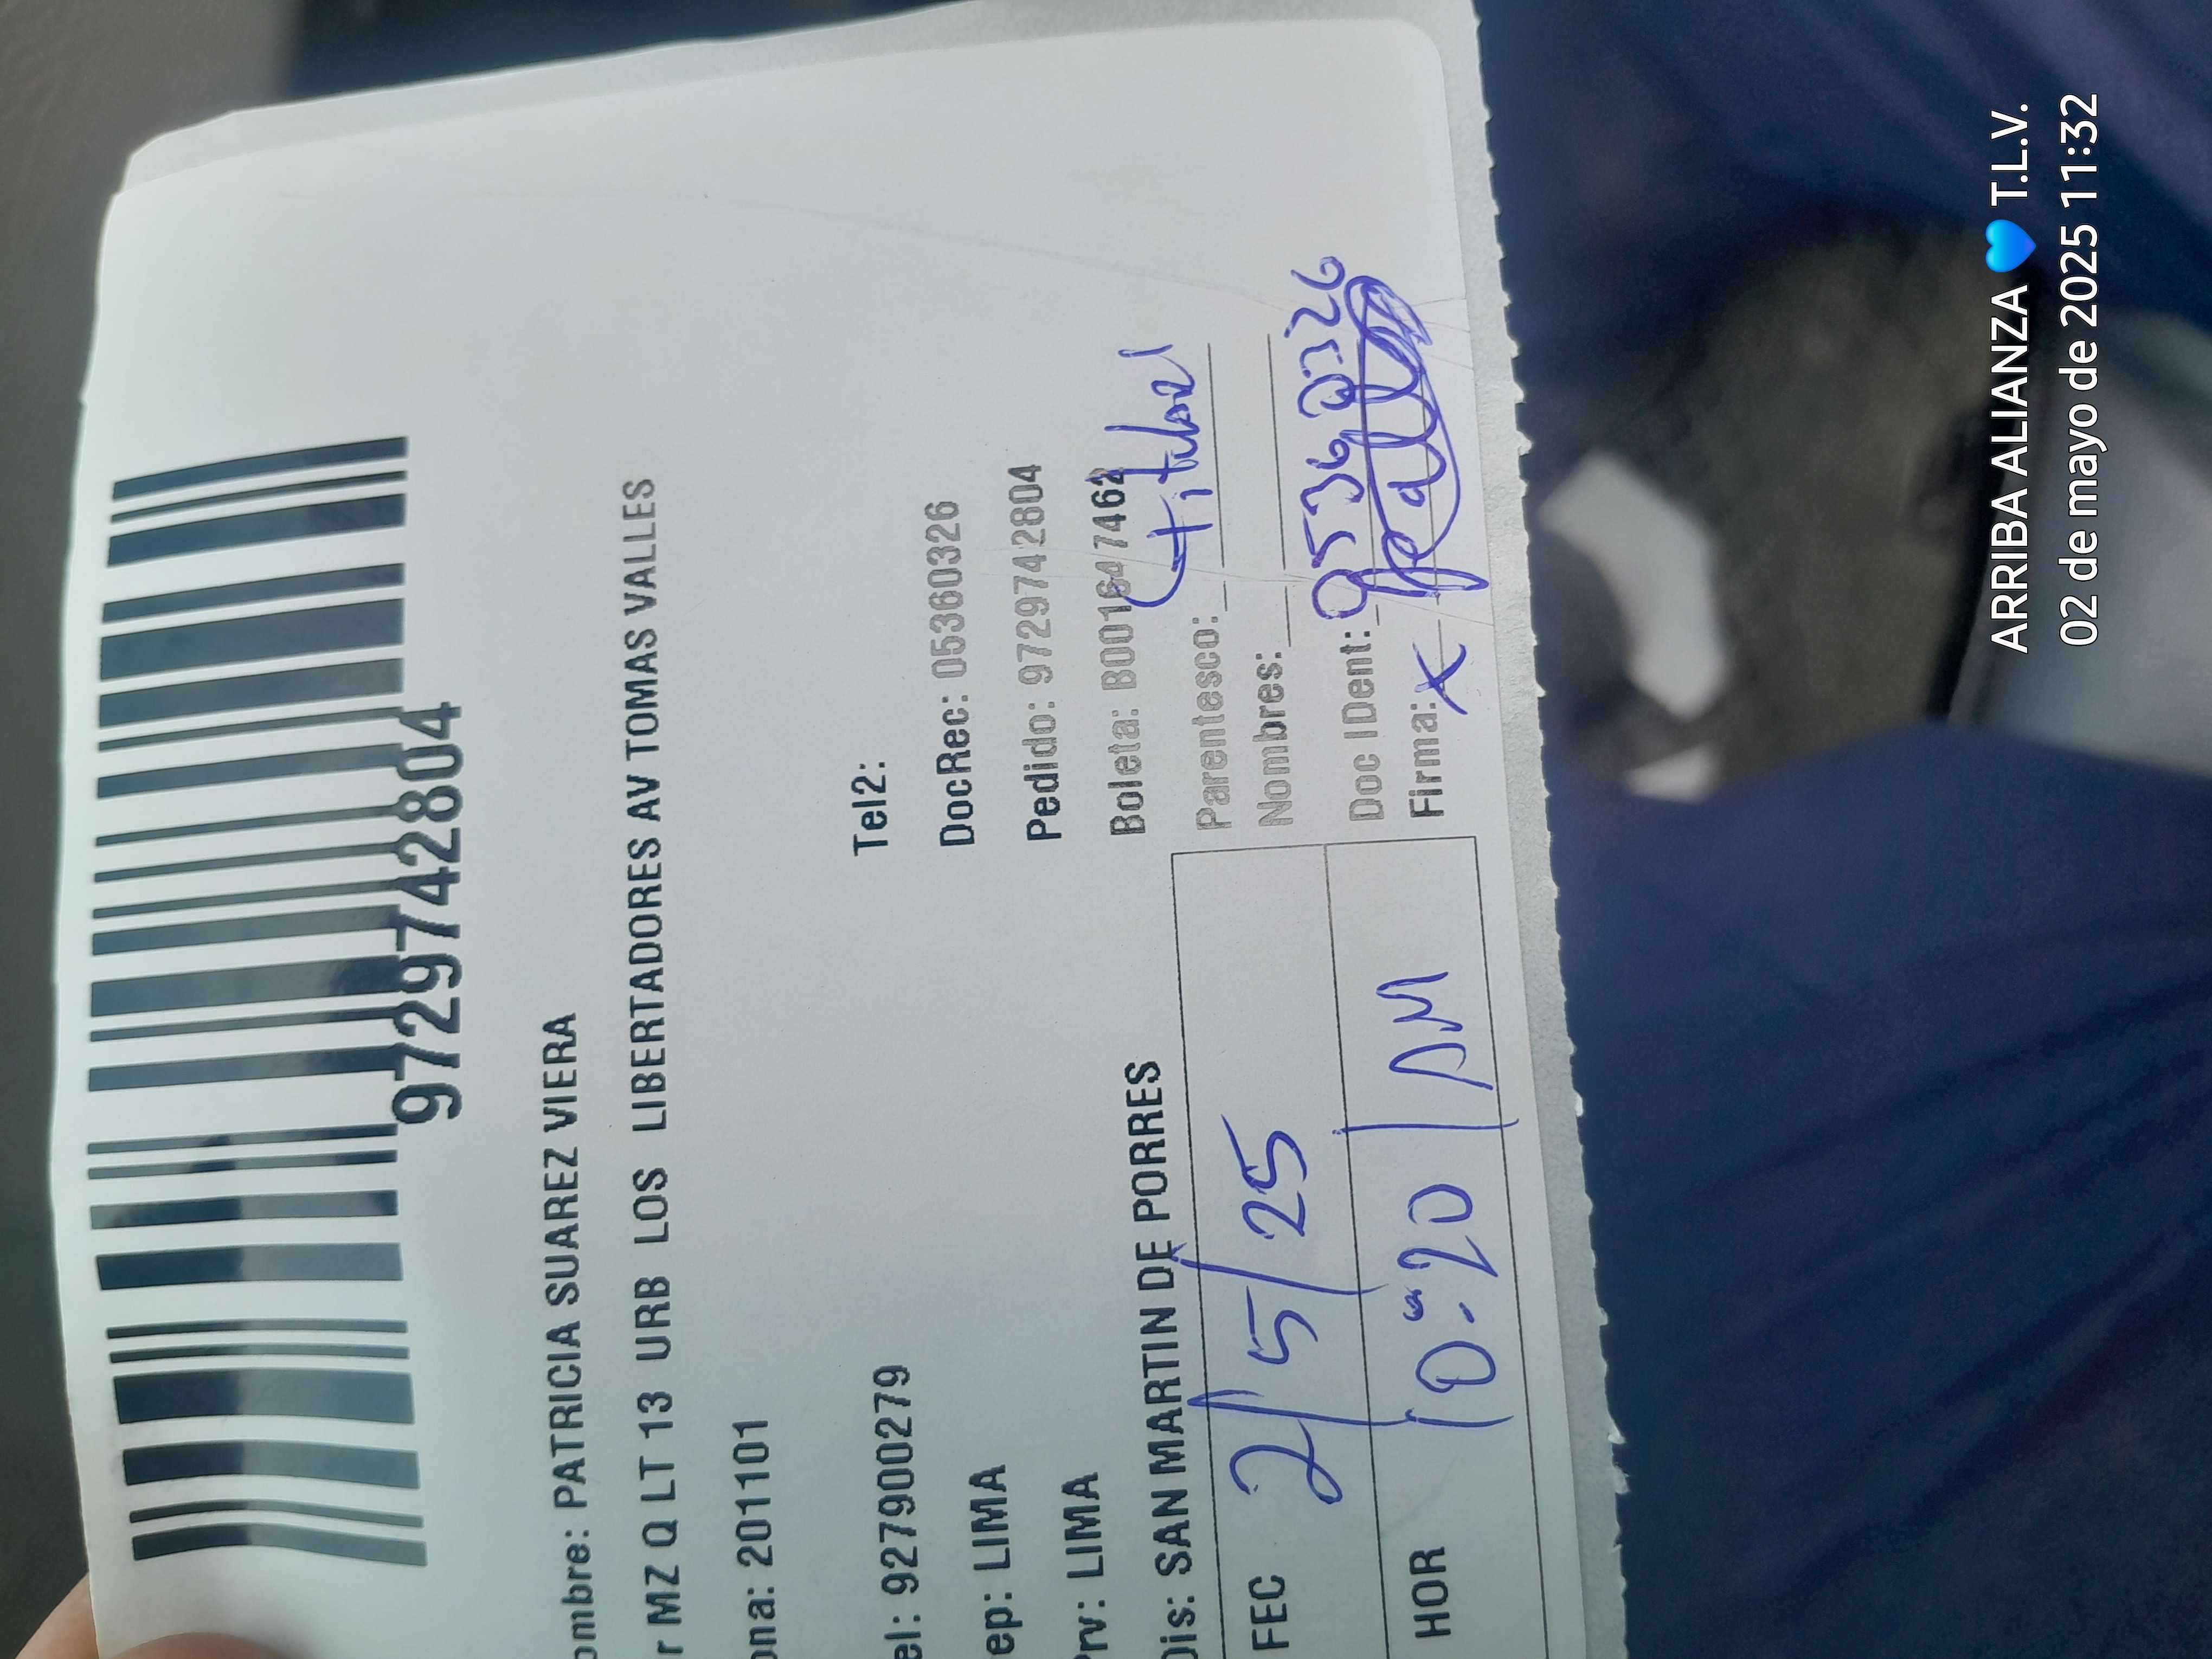 9729742804
ombre: PATRICIA SUAREZ VIERA
r MZ Q LT 13 URB LOS LIBERTADORES AV TOMAS VALLES
ona: 201101
el: 927900279 Tel2:
ep: LIMA DocRec: 05360326
Prv: LIMA Pedido: 9729742804
Dis: SAN MARTIN DE PORRES Boleta: B001647462
Parentesco: titular
Nombres:
FEC 2/5/25 Doc IDent: 05360326
HOR 10:20 AM Firma: X
ARRIBA ALIANZA 💙 T.L.V.
02 de mayo de 2025 11:32